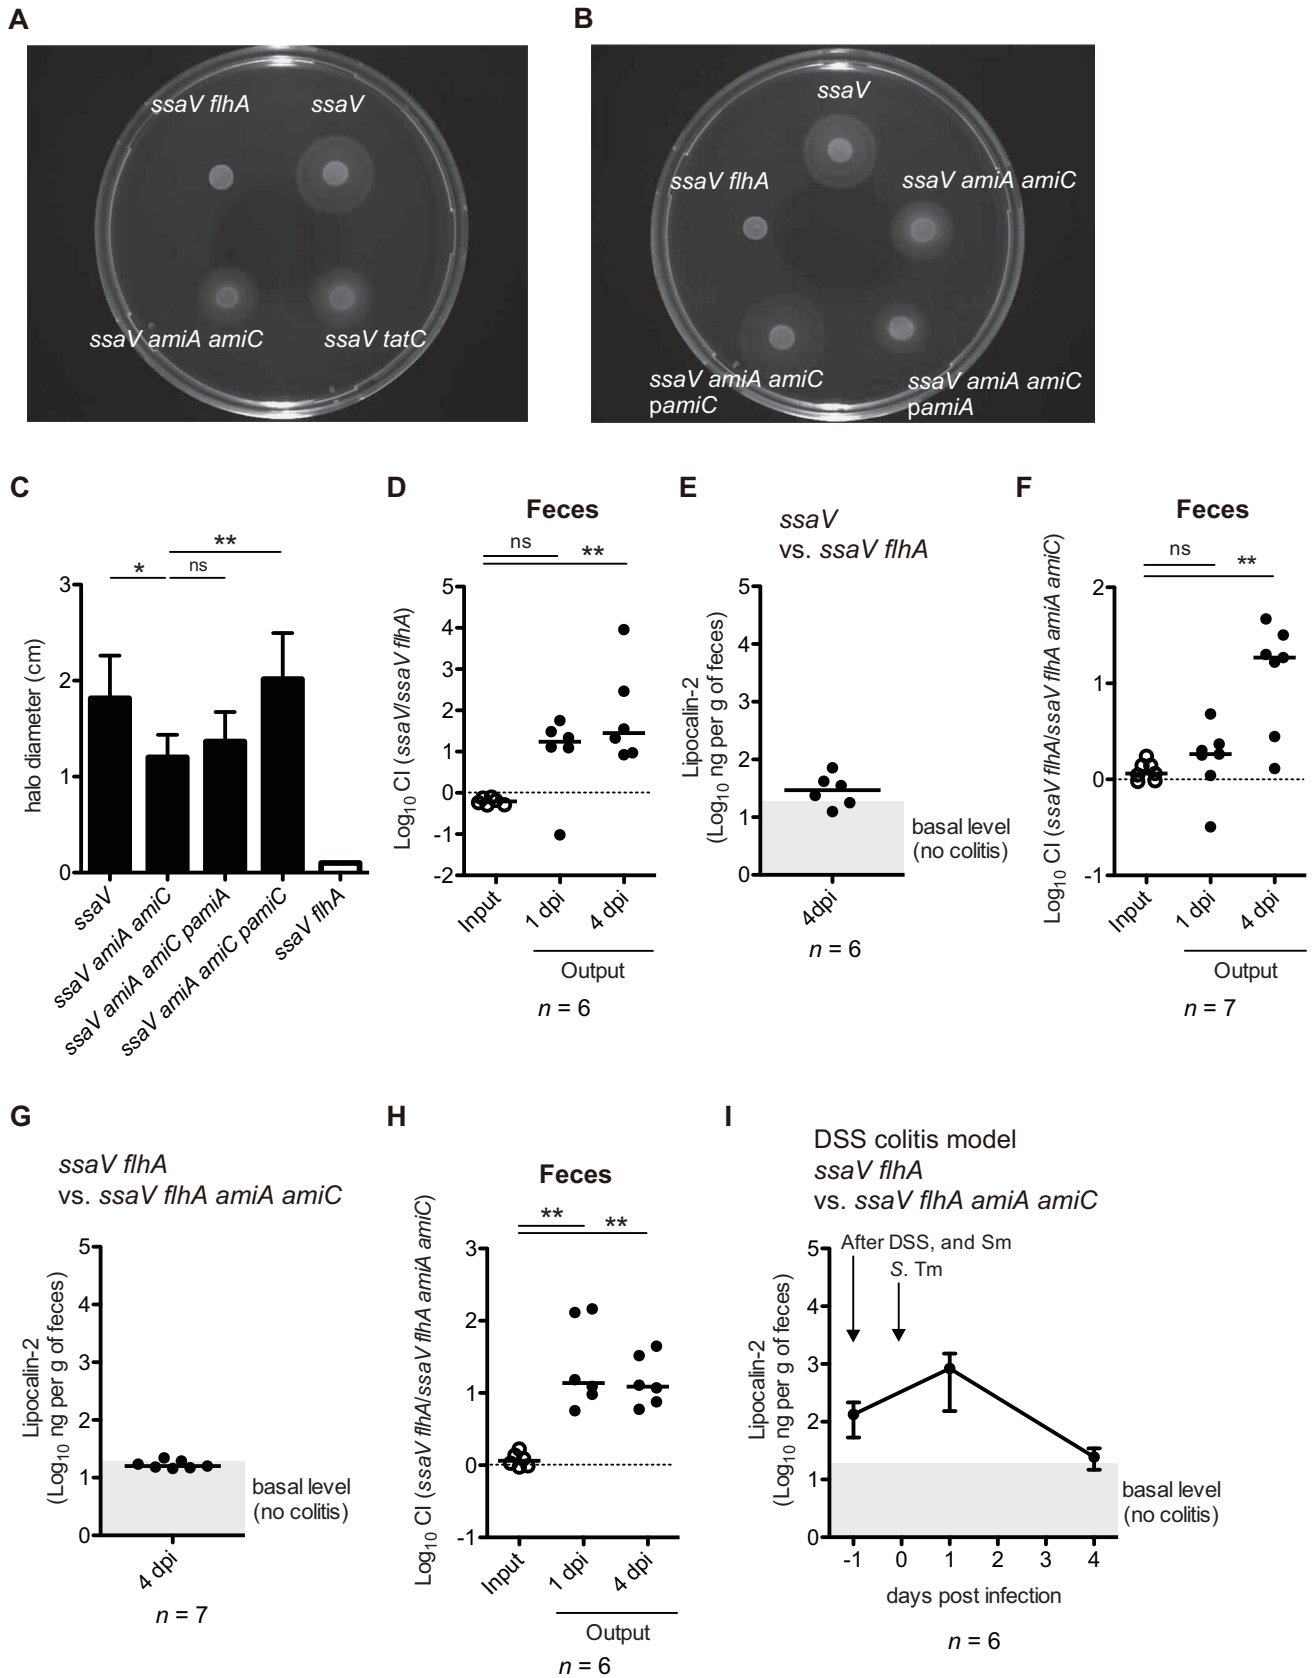 A
ssaV flhA
ssaV
ssaV amiA amiC
ssaV tatC
B
ssaV
ssaV flhA
ssaV amiA amiC
ssaV amiA amiC
pamiC
ssaV amiA amiC
pamiA
C
halo diameter (cm)
3
2
1
0
*
ns
**
ssaV
ssaV amiA amiC
ssaV amiA amiC pamiA
ssaV amiA amiC pamiC
ssaV flhA
D
Feces
ns
**
Log10 CI (ssaV/ssaV flhA)
5
4
3
2
1
0
-1
-2
Input
1 dpi
4 dpi
Output
n = 6
E
ssaV
vs. ssaV flhA
Lipocalin-2
(Log10 ng per g of feces)
5
4
3
2
1
0
basal level
(no colitis)
4dpi
n = 6
F
Feces
ns
**
Log10 CI (ssaV flhA/ssaV flhA amiA amiC)
2
1
0
-1
Input
1 dpi
4 dpi
Output
n = 7
G
ssaV flhA
vs. ssaV flhA amiA amiC
Lipocalin-2
(Log10 ng per g of feces)
5
4
3
2
1
0
basal level
(no colitis)
4 dpi
n = 7
H
Feces
**
**
Log10 CI (ssaV flhA/ssaV flhA amiA amiC)
3
2
1
0
-1
Input
1 dpi
4 dpi
Output
n = 6
I
DSS colitis model
ssaV flhA
vs. ssaV flhA amiA amiC
After DSS, and Sm
S. Tm
Lipocalin-2
(Log10 ng per g of feces)
5
4
3
2
1
0
basal level
(no colitis)
-1 0 1 2 3 4
days post infection
n = 6